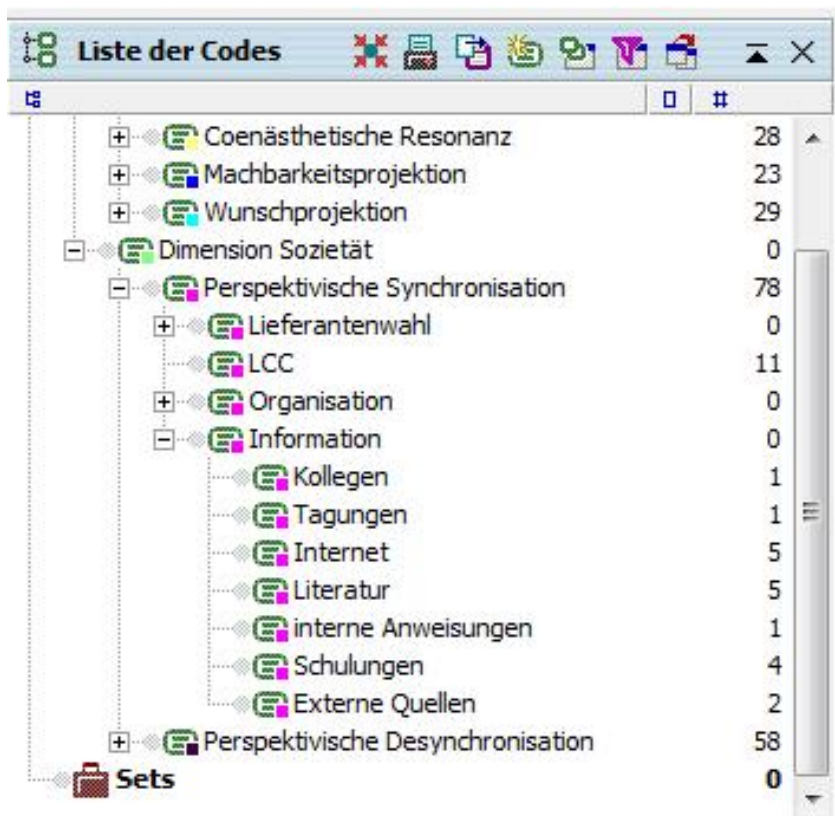 Liste der Codes
Coenästhetische Resonanz 28
Machbarkeitsprojektion 23
Wunschprojektion 29
Dimension Sozietät 0
Perspektivische Synchronisation 78
Lieferantenwahl 0
LCC 11
Organisation 0
Information 0
Kollegen 1
Tagungen 1
Internet 5
Literatur 5
interne Anweisungen 1
Schulungen 4
Externe Quellen 2
Perspektivische Desynchronisation 58
Sets 0